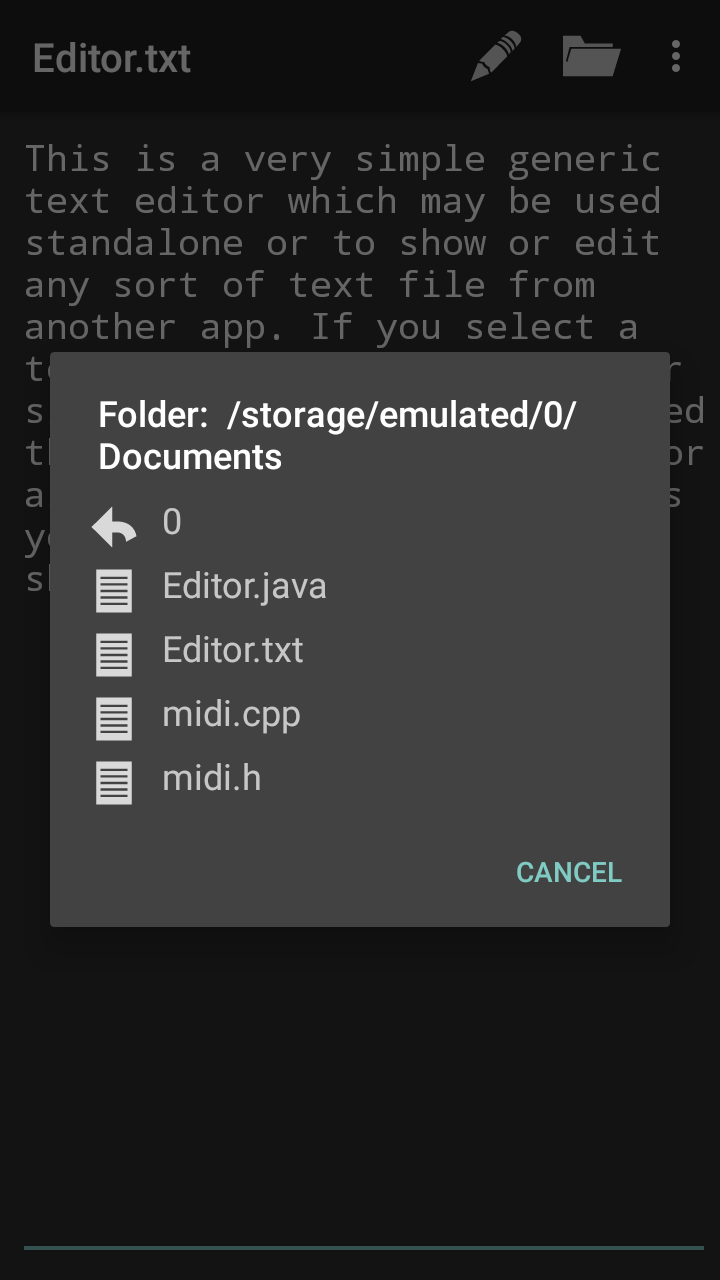 Editor.txt
This is a very simple generic
text editor which may be used
standalone or to show or edit
any sort of text file from
another app. If you select a
Folder:  /storage/emulated/0/
Documents
0
Editor.java
Editor.txt
midi.cpp
midi.h
CANCEL